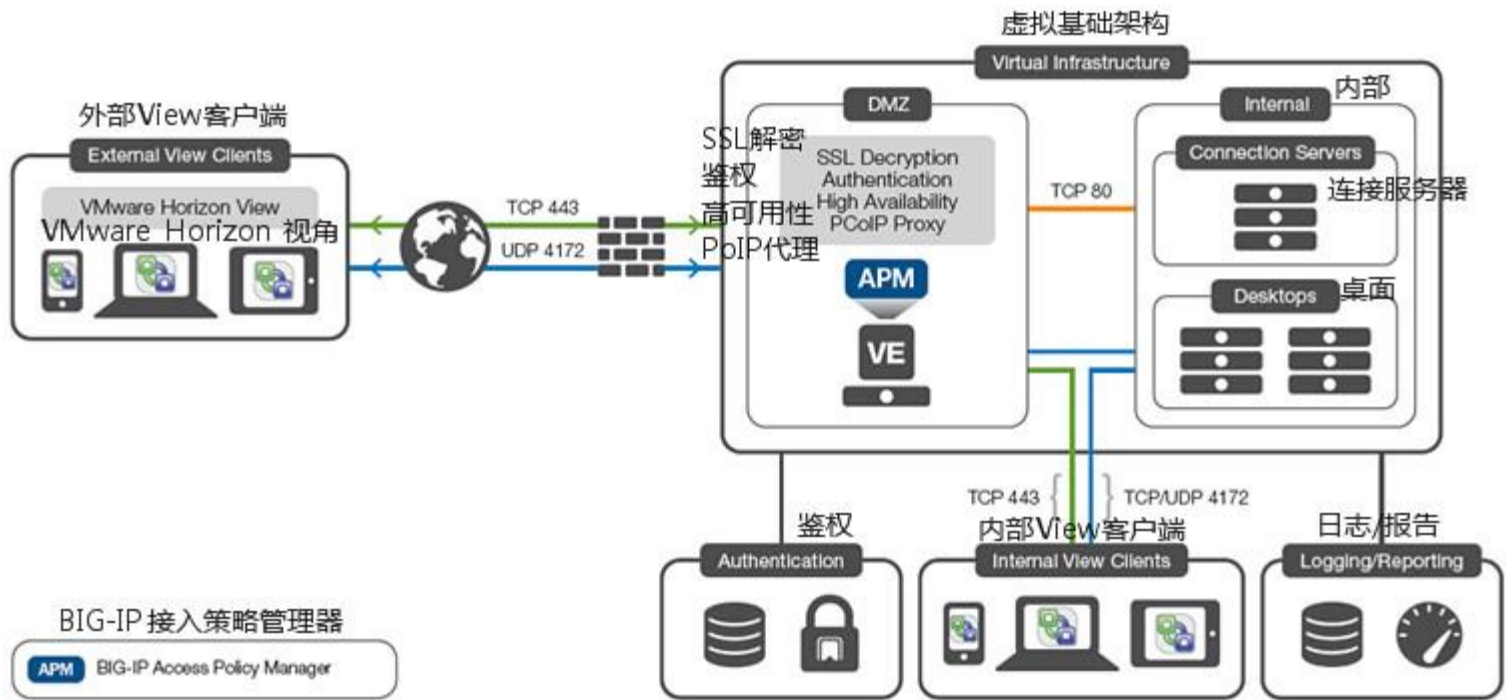 虚拟基础架构
Virtual Infrastructure
外部View客户端
External View Clients
VMware Horizon View
VMware Horizon 视角
TCP 443
UDP 4172
DMZ
SSL解密
鉴权
高可用性
PoIP代理
SSL Decryption
Authentication
High Availability
PCoIP Proxy
APM
VE
TCP 80
内部
Internal
Connection Servers
连接服务器
Desktops
桌面
TCP 443
TCP/UDP 4172
鉴权
Authentication
内部View客户端
Internal View Clients
日志/报告
Logging/Reporting
BIG-IP 接入策略管理器
APM BIG-IP Access Policy Manager